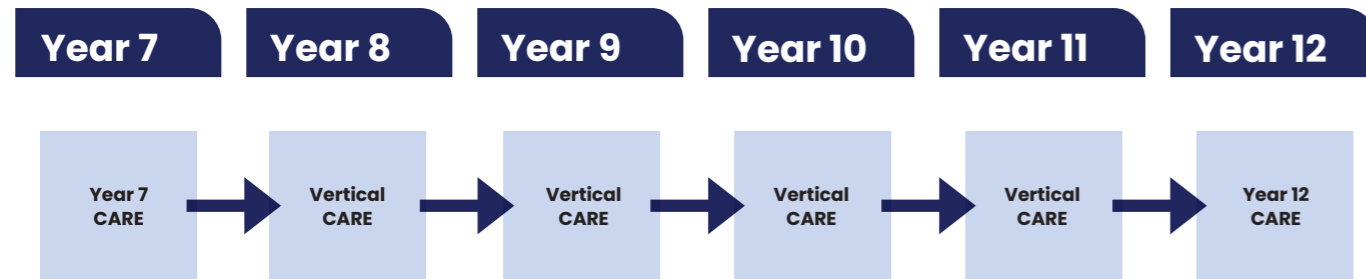 Year 7
Year 8
Year 9
Year 10
Year 11
Year 12
Year 7
CARE
Vertical
CARE
Vertical
CARE
Vertical
CARE
Vertical
CARE
Year 12
CARE